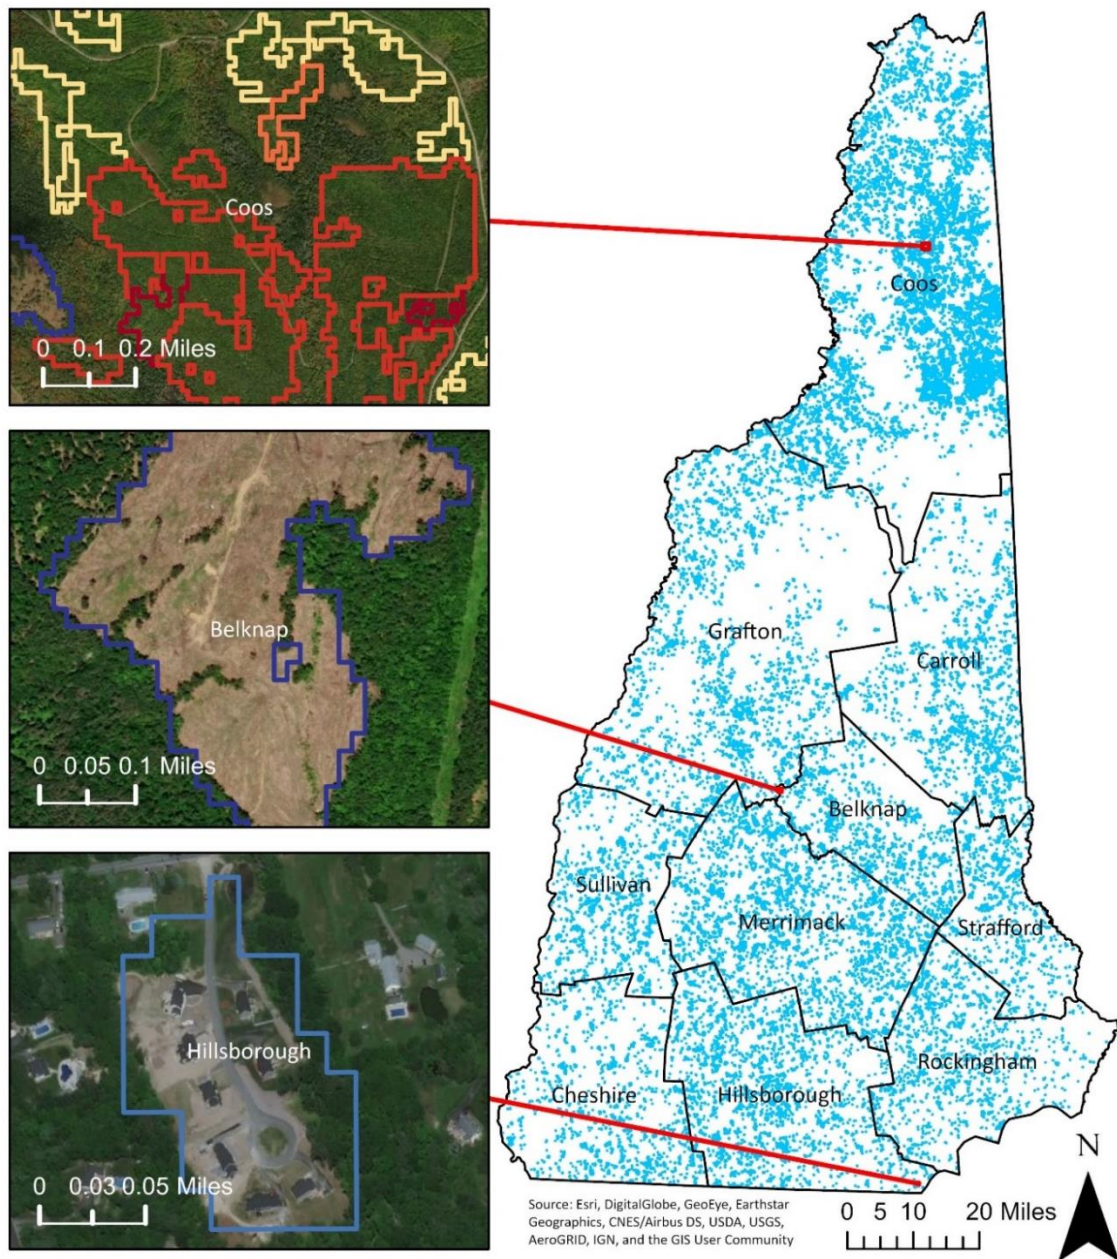 Coos
0 0.1 0.2 Miles
Belknap
0 0.05 0.1 Miles
Hillsborough
0 0.03 0.05 Miles
Coos
Grafton
Carroll
Belknap
Sullivan
Merrimack
Strafford
Rockingham
Cheshire
Hillsborough
N
Source: Esri, DigitalGlobe, GeoEye, Earthstar
Geographics, CNES/Airbus DS, USDA, USGS,
AeroGRID, IGN, and the GIS User Community
0 5 10 20 Miles